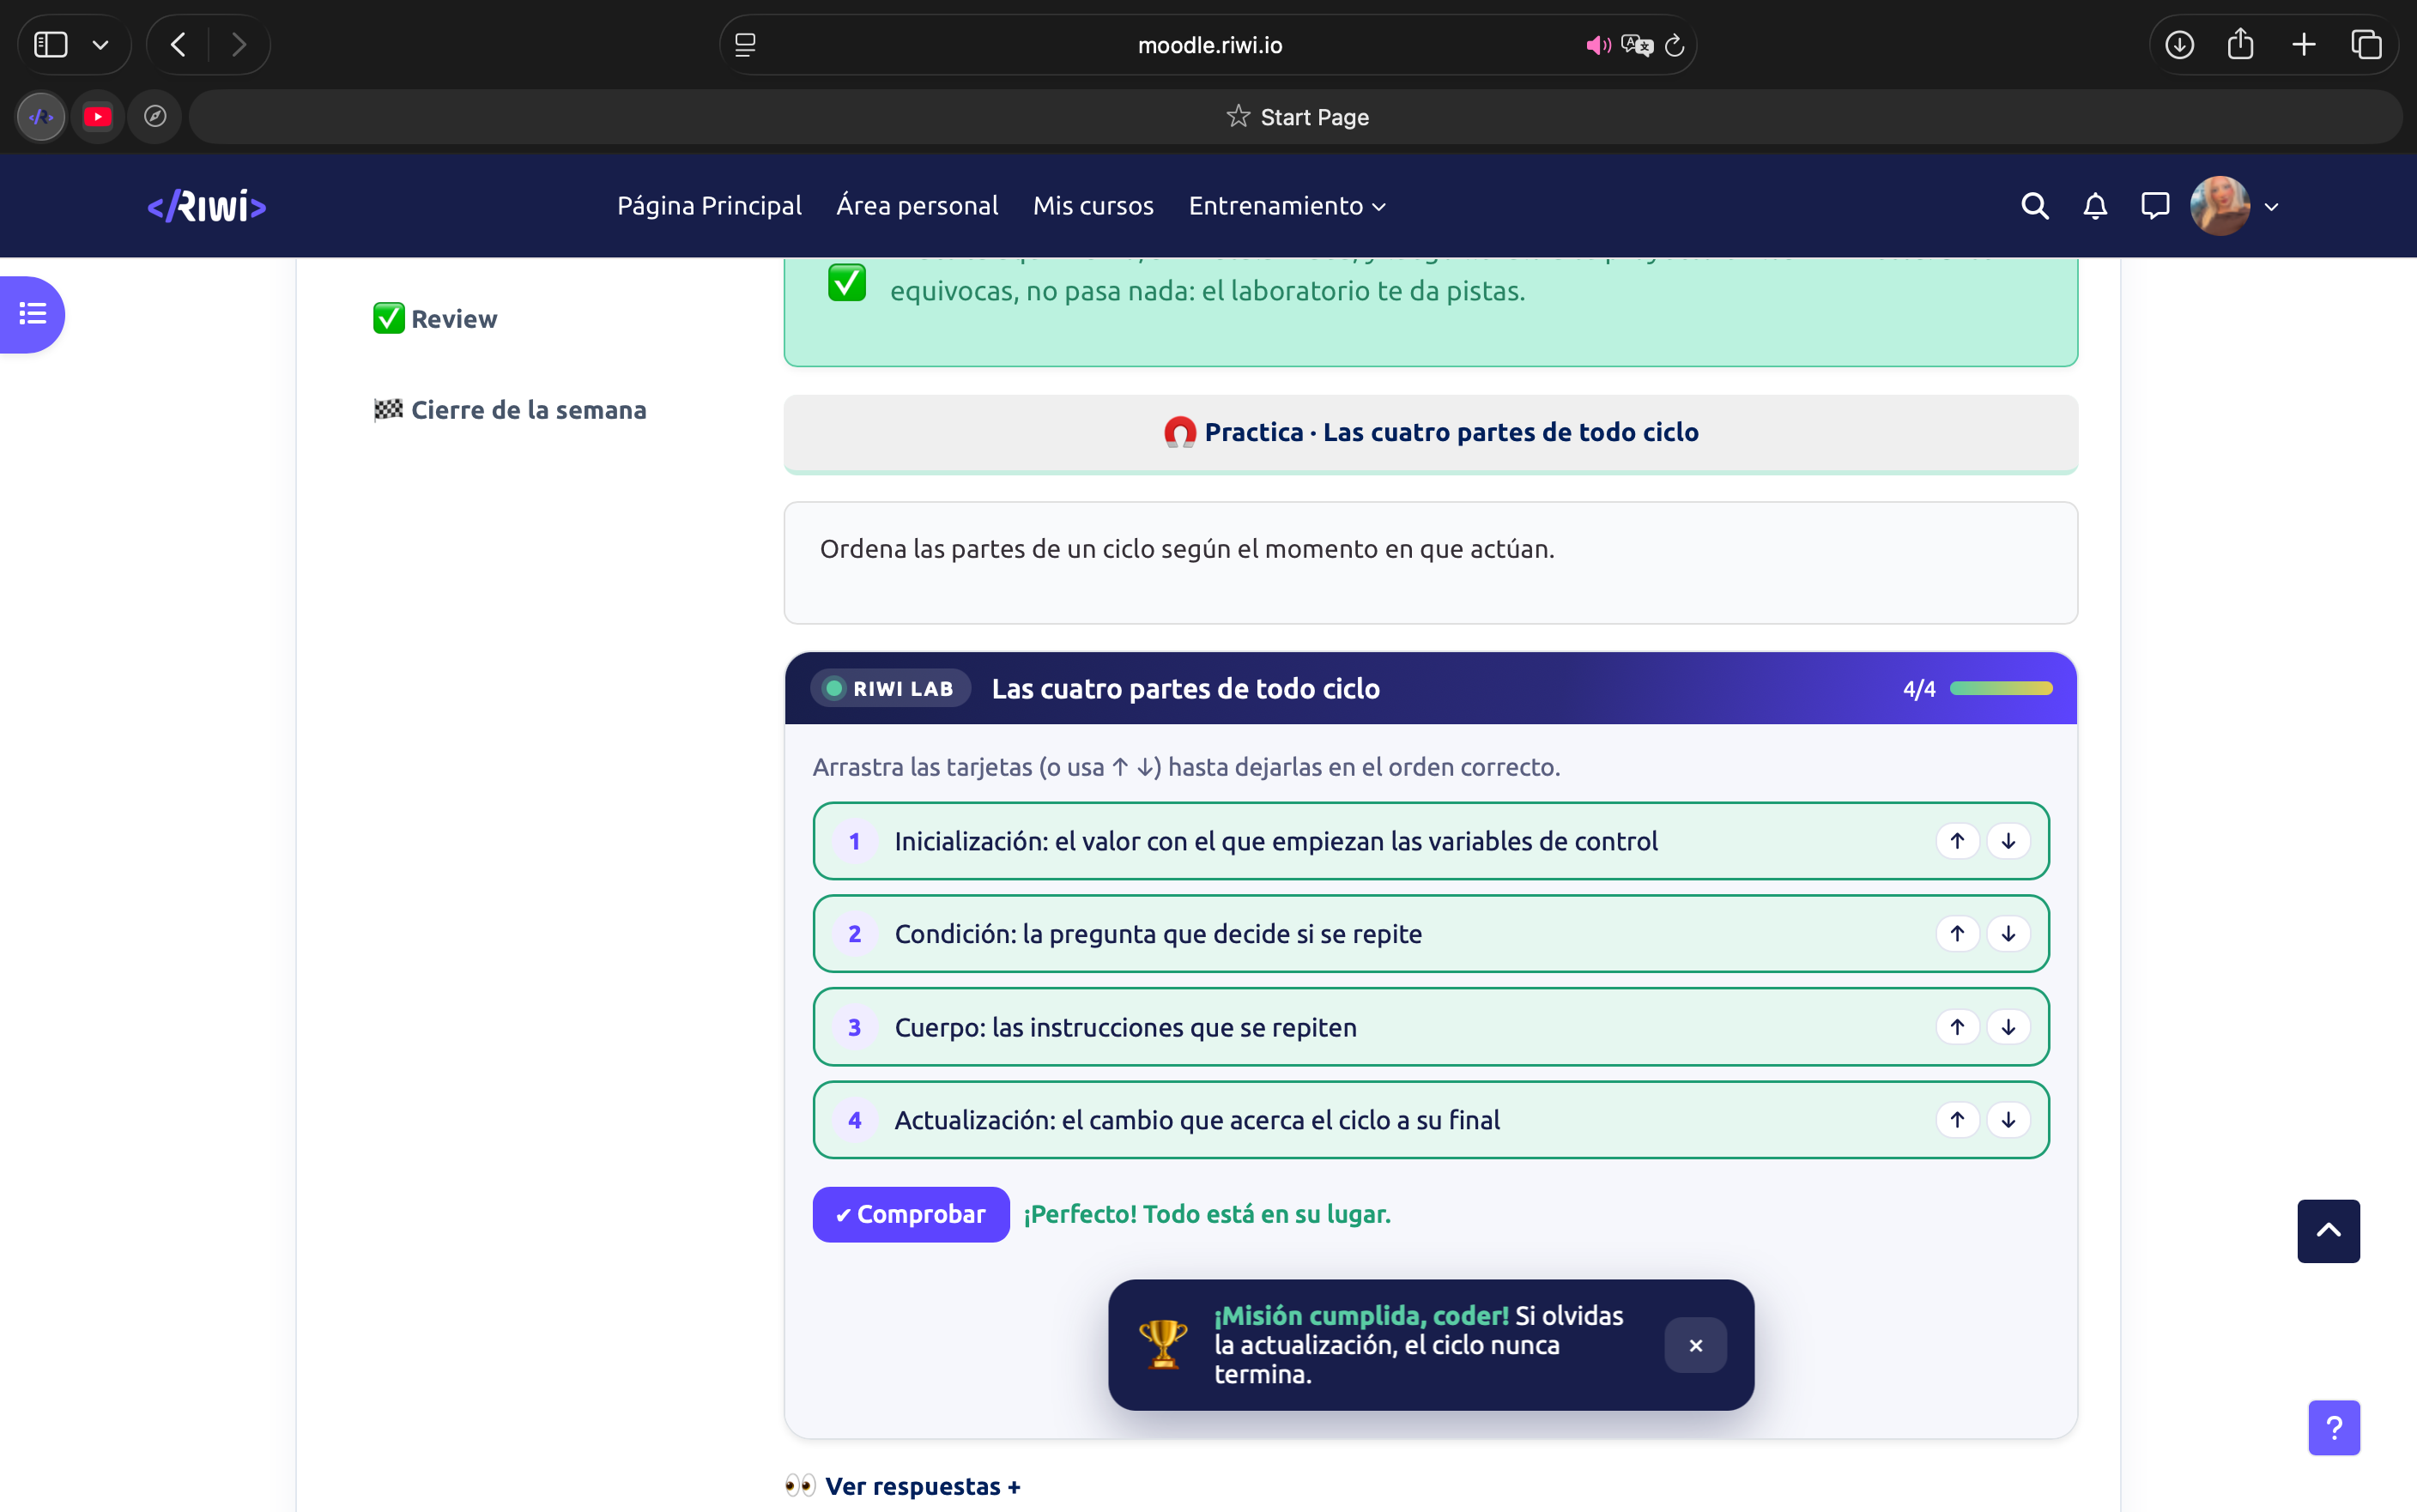 moodle.riwi.io
Start Page
</Riwi>
Página Principal
Área personal
Mis cursos
Entrenamiento
✅ Review
🏁 Cierre de la semana
equivocas, no pasa nada: el laboratorio te da pistas.
Practica · Las cuatro partes de todo ciclo
Ordena las partes de un ciclo según el momento en que actúan.
RIWI LAB
Las cuatro partes de todo ciclo
4/4
Arrastra las tarjetas (o usa ↑ ↓) hasta dejarlas en el orden correcto.
1 Inicialización: el valor con el que empiezan las variables de control
2 Condición: la pregunta que decide si se repite
3 Cuerpo: las instrucciones que se repiten
4 Actualización: el cambio que acerca el ciclo a su final
✔ Comprobar
¡Perfecto! Todo está en su lugar.
¡Misión cumplida, coder! Si olvidas
la actualización, el ciclo nunca
termina.
×
?
👀 Ver respuestas +